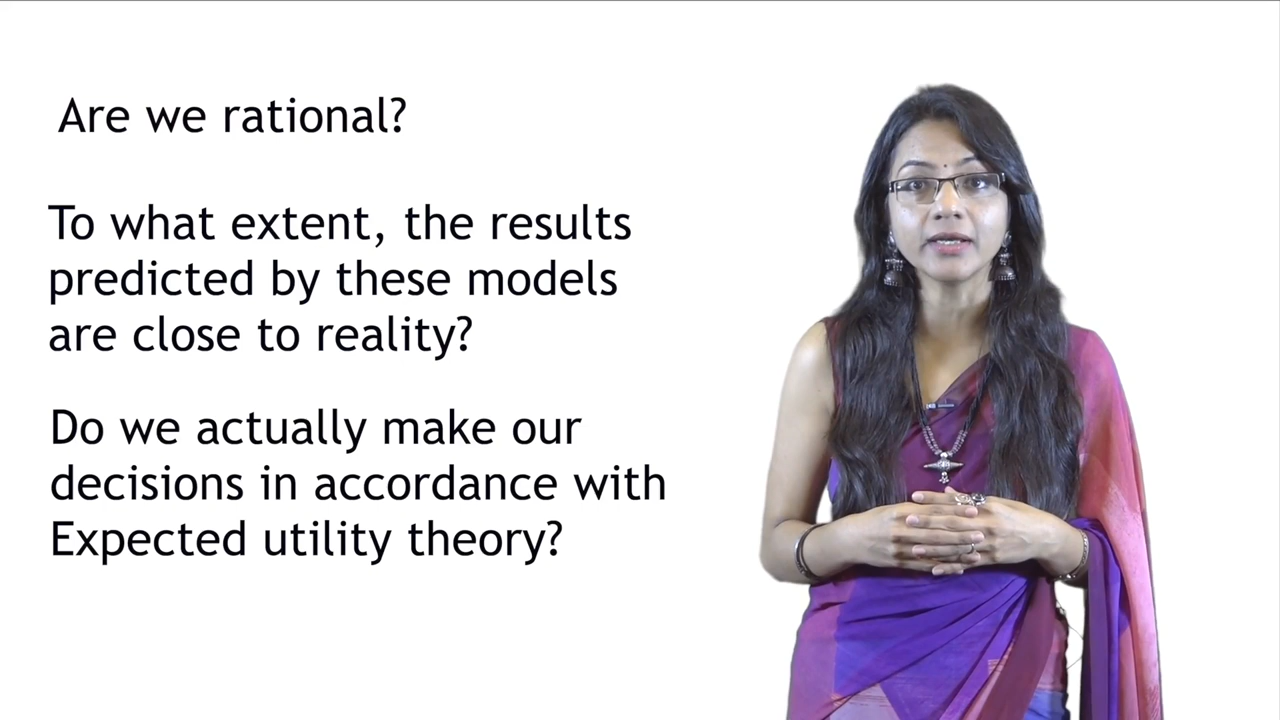 Are we rational?
To what extent, the results
predicted by these models
are close to reality?
Do we actually make our
decisions in accordance with
Expected utility theory?